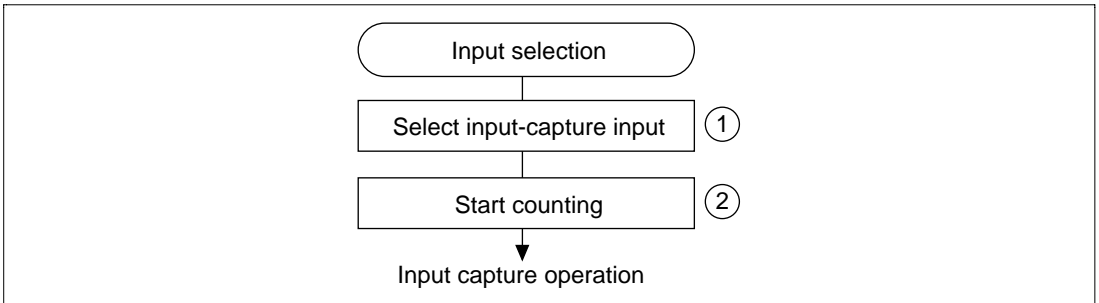 Input selection
Select input-capture input ①
Start counting ②
Input capture operation